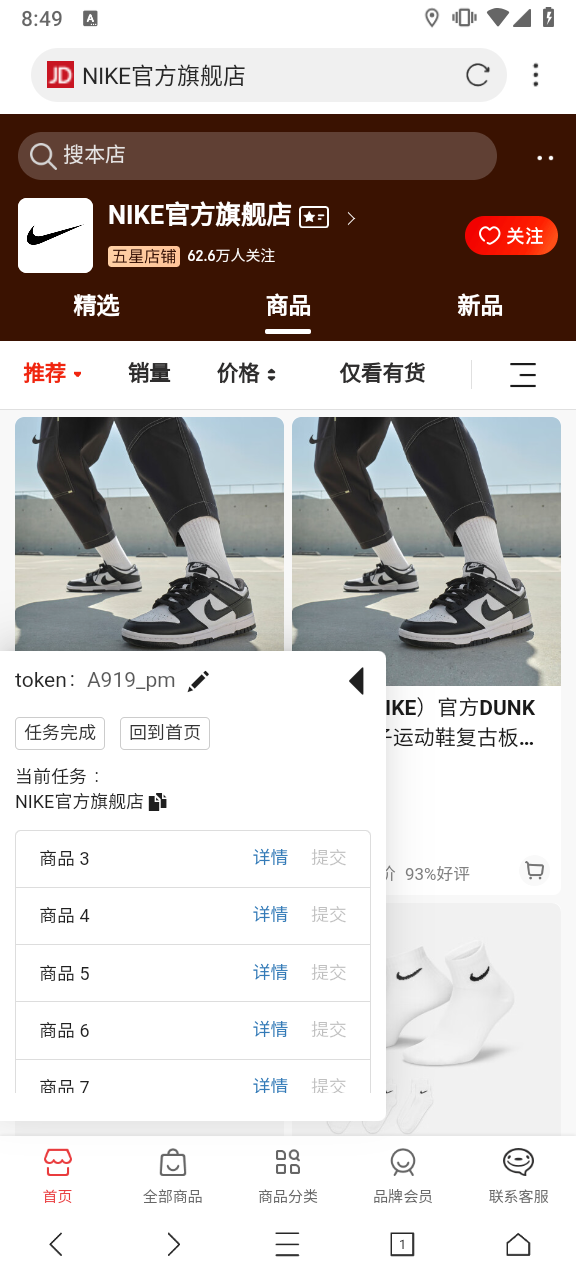 8:49
A
JD NIKE官方旗舰店
搜本店
NIKE官方旗舰店
五星店铺 62.6万人关注
关注
精选 商品 新品
推荐 销量 价格 仅看有货
token： A919_pm
任务完成 回到首页
当前任务：
NIKE官方旗舰店
商品 3 详情 提交
商品 4 详情 提交
商品 5 详情 提交
商品 6 详情 提交
商品 7 详情 提交
IKE）官方DUNK
子运动鞋复古板...
价 93%好评
首页 全部商品 商品分类 品牌会员 联系客服
1